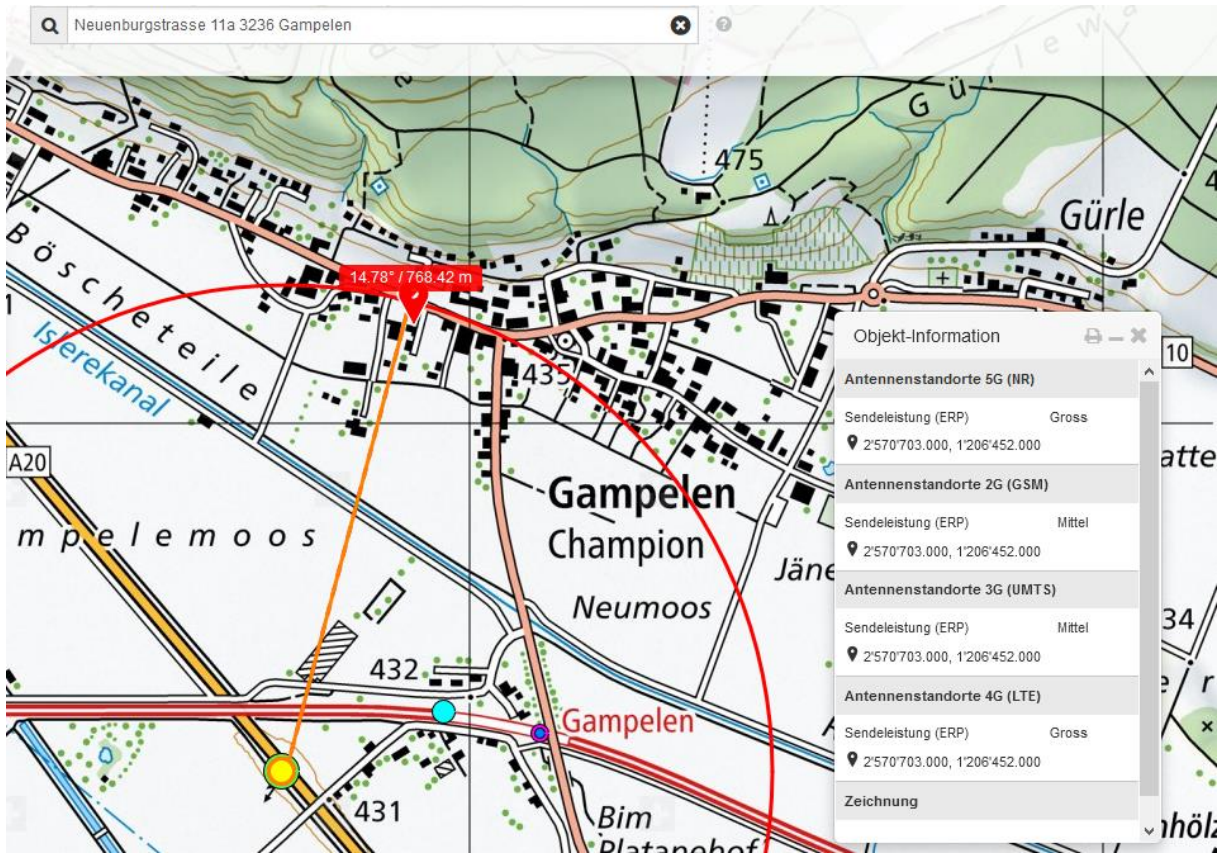 Neuenburgstrasse 11a 3236 Gampelen
475
Gü
Gürle
14.78° / 768.42 m
Böscheteile
Islerekanal
435
10
A20
Gampelen
Champion
mpelemoos
Neumoos
Jäne
atte
34
432
Gampelen
431
Bim
Platanehof
Objekt-Information
Antennenstandorte 5G (NR)
Sendeleistung (ERP) Gross
2'570'703.000, 1'206'452.000
Antennenstandorte 2G (GSM)
Sendeleistung (ERP) Mittel
2'570'703.000, 1'206'452.000
Antennenstandorte 3G (UMTS)
Sendeleistung (ERP) Mittel
2'570'703.000, 1'206'452.000
Antennenstandorte 4G (LTE)
Sendeleistung (ERP) Gross
2'570'703.000, 1'206'452.000
Zeichnung